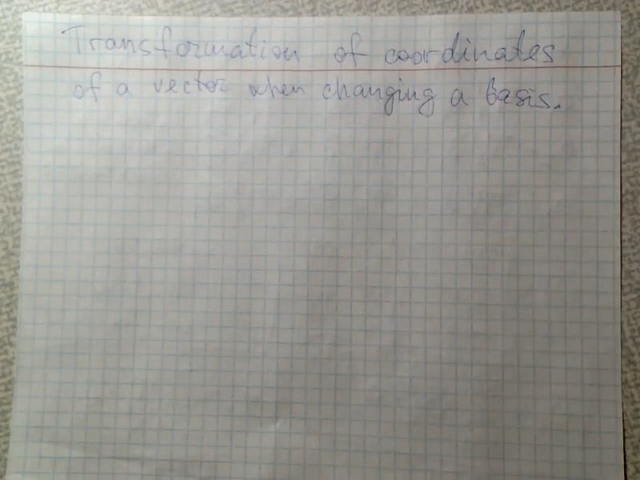 Transformation of coordinates
of a vector when changing a basis.